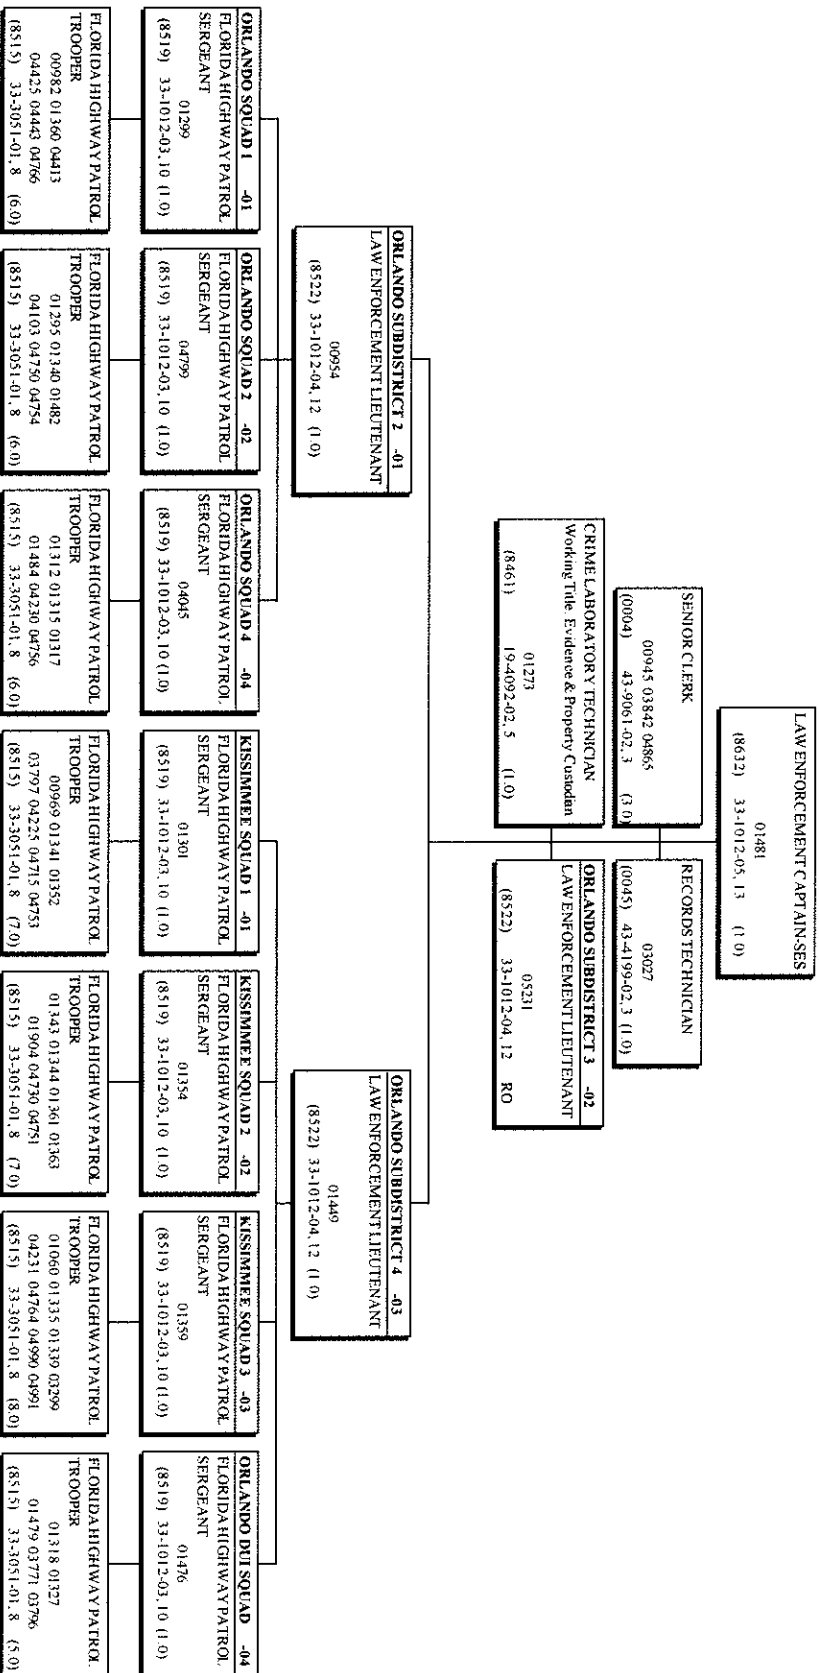 LAW ENFORCEMENT CAPTAIN-SES
01481
(8632) 33-1012-05, 13 (1 0)
SENIOR CLERK
00945 03842 04865
(0004) 43-9061-02, 3 (3 0)
RECORDS TECHNICIAN
03027
(0045) 43-4199-02, 3 (1.0)
CRIME LABORATORY TECHNICIAN
Working Title Evidence & Property Custodian
01273
(8461) 19-4092-02, 5 (1.0)
ORLANDO SUBDISTRICT 3 -02
LAW ENFORCEMENT LIEUTENANT
05231
(8522) 33-1012-04, 12 RO
ORLANDO SUBDISTRICT 2 -01
LAW ENFORCEMENT LIEUTENANT
00954
(8522) 33-1012-04, 12 (1.0)
ORLANDO SUBDISTRICT 4 -03
LAW ENFORCEMENT LIEUTENANT
01449
(8522) 33-1012-04, 12 (1 0)
ORLANDO SQUAD 1 -01
FLORIDA HIGHWAY PATROL
SERGEANT
01299
(8519) 33-1012-03, 10 (1.0)
ORLANDO SQUAD 2 -02
FLORIDA HIGHWAY PATROL
SERGEANT
04799
(8519) 33-1012-03, 10 (1.0)
ORLANDO SQUAD 4 -04
FLORIDA HIGHWAY PATROL
SERGEANT
04045
(8519) 33-1012-03, 10 (1.0)
KISSIMMEE SQUAD 1 -01
FLORIDA HIGHWAY PATROL
SERGEANT
01301
(8519) 33-1012-03, 10 (1.0)
KISSIMMEE SQUAD 2 -02
FLORIDA HIGHWAY PATROL
SERGEANT
01354
(8519) 33-1012-03, 10 (1.0)
KISSIMMEE SQUAD 3 -03
FLORIDA HIGHWAY PATROL
SERGEANT
01359
(8519) 33-1012-03, 10 (1.0)
ORLANDO DUI SQUAD -04
FLORIDA HIGHWAY PATROL
SERGEANT
01476
(8519) 33-1012-03, 10 (1.0)
FLORIDA HIGHWAY PATROL
TROOPER
00982 01360 04413
04425 04443 04766
(8515) 33-3051-01, 8 (6.0)
FLORIDA HIGHWAY PATROL
TROOPER
01295 01340 01482
04103 04750 04754
(8515) 33-3051-01, 8 (6.0)
FLORIDA HIGHWAY PATROL
TROOPER
01312 01315 01317
01484 04230 04756
(8515) 33-3051-01, 8 (6.0)
FLORIDA HIGHWAY PATROL
TROOPER
00969 01341 01352
03797 04225 04715 04753
(8515) 33-3051-01, 8 (7.0)
FLORIDA HIGHWAY PATROL
TROOPER
01343 01344 01361 01363
01904 04730 04751
(8515) 33-3051-01, 8 (7.0)
FLORIDA HIGHWAY PATROL
TROOPER
01060 01335 01339 03299
04231 04764 04990 04991
(8515) 33-3051-01, 8 (8.0)
FLORIDA HIGHWAY PATROL
TROOPER
01318 01327
01479 03771 03796
(8515) 33-3051-01, 8 (5.0)